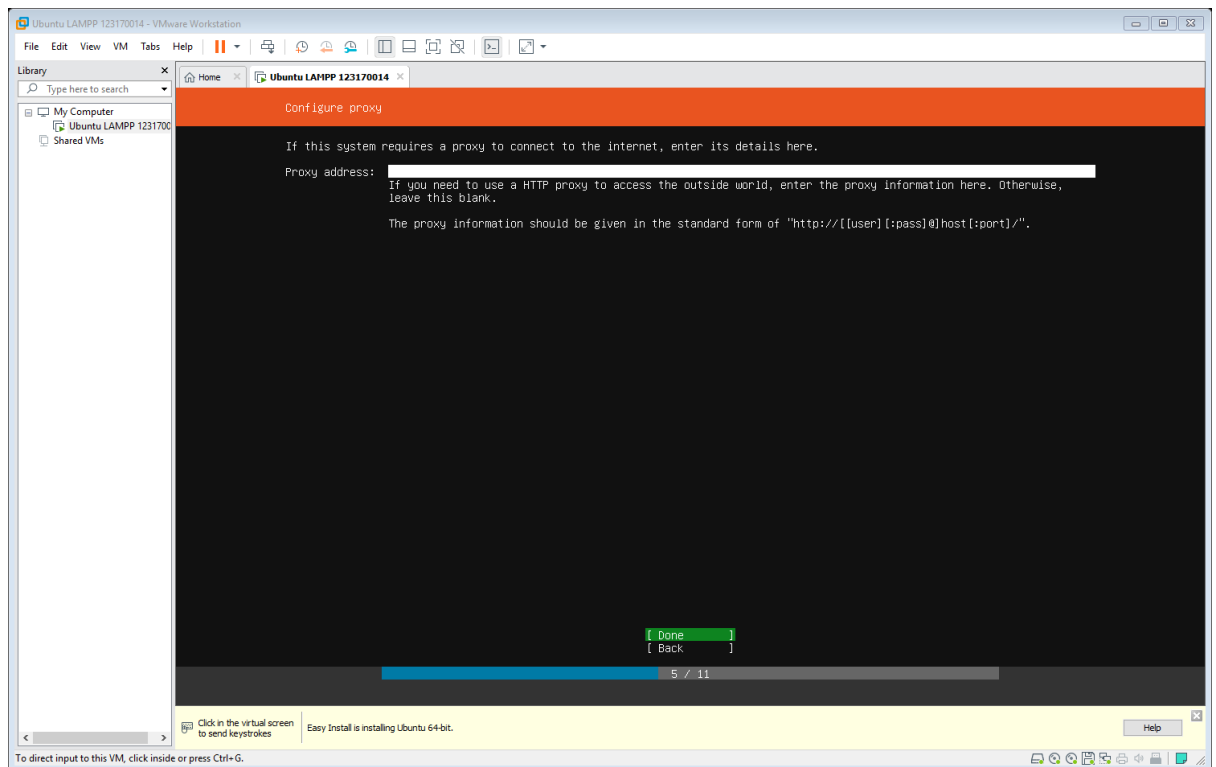 Ubuntu LAMPP 123170014 - VMware Workstation
File Edit View VM Tabs Help
Library
Type here to search
My Computer
Ubuntu LAMPP 1231700
Shared VMs
Home
Ubuntu LAMPP 123170014
Configure proxy
If this system requires a proxy to connect to the internet, enter its details here.
Proxy address:
If you need to use a HTTP proxy to access the outside world, enter the proxy information here. Otherwise,
leave this blank.
The proxy information should be given in the standard form of "http://[[user][:pass]@]host[:port]/".
[ Done ]
[ Back ]
5 / 11
Click in the virtual screen
to send keystrokes
Easy Install is installing Ubuntu 64-bit.
Help
To direct input to this VM, click inside or press Ctrl+G.